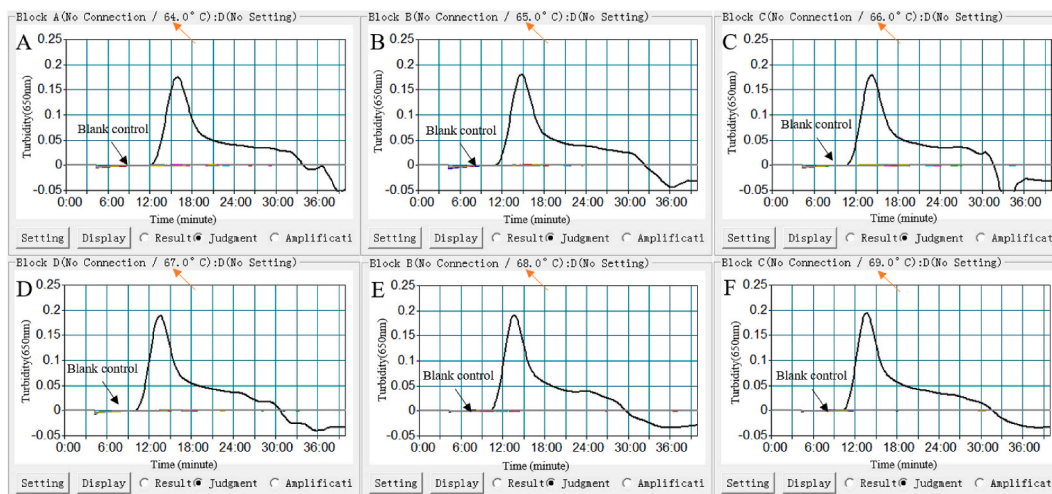 Block A(No Connection / 64.0° C):D(No Setting)
A
0.25
0.2
0.15
0.1
0.05
0
-0.05
Turbidity(650nm)
Blank control
0:00 6:00 12:00 18:00 24:00 30:00 36:00
Time (minute)
Setting Display Result Judgment Amplificati
Block B(No Connection / 65.0° C):D(No Setting)
B
0.25
0.2
0.15
0.1
0.05
0
-0.05
Turbidity(650nm)
Blank control
0:00 6:00 12:00 18:00 24:00 30:00 36:00
Time (minute)
Setting Display Result Judgment Amplificati
Block C(No Connection / 66.0° C):D(No Setting)
C
0.25
0.2
0.15
0.1
0.05
0
-0.05
Turbidity(650nm)
Blank control
0:00 6:00 12:00 18:00 24:00 30:00 36:00
Time (minute)
Setting Display Result Judgment Amplificati
Block D(No Connection / 67.0° C):D(No Setting)
D
0.25
0.2
0.15
0.1
0.05
0
-0.05
Turbidity(650nm)
Blank control
0:00 6:00 12:00 18:00 24:00 30:00 36:00
Time (minute)
Setting Display Result Judgment Amplificati
Block B(No Connection / 68.0° C):D(No Setting)
E
0.25
0.2
0.15
0.1
0.05
0
-0.05
Turbidity(650nm)
Blank control
0:00 6:00 12:00 18:00 24:00 30:00 36:00
Time (minute)
Setting Display Result Judgment Amplificati
Block C(No Connection / 69.0° C):D(No Setting)
F
0.25
0.2
0.15
0.1
0.05
0
-0.05
Turbidity(650nm)
Blank control
0:00 6:00 12:00 18:00 24:00 30:00 36:00
Time (minute)
Setting Display Result Judgment Amplificati